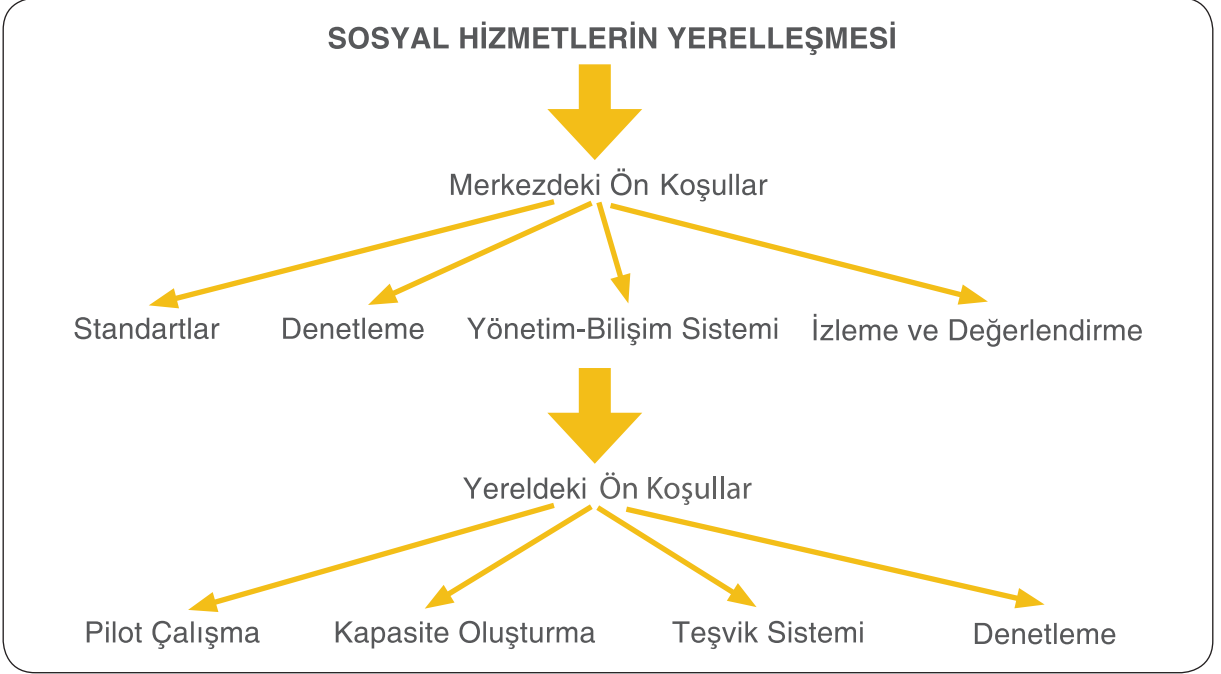 SOSYAL HİZMETLERİN YERELLEŞMESİ
Merkezdeki Ön Koşullar
Standartlar Denetleme Yönetim-Bilişim Sistemi İzleme ve Değerlendirme
Yereldeki Ön Koşullar
Pilot Çalışma Kapasite Oluşturma Teşvik Sistemi Denetleme